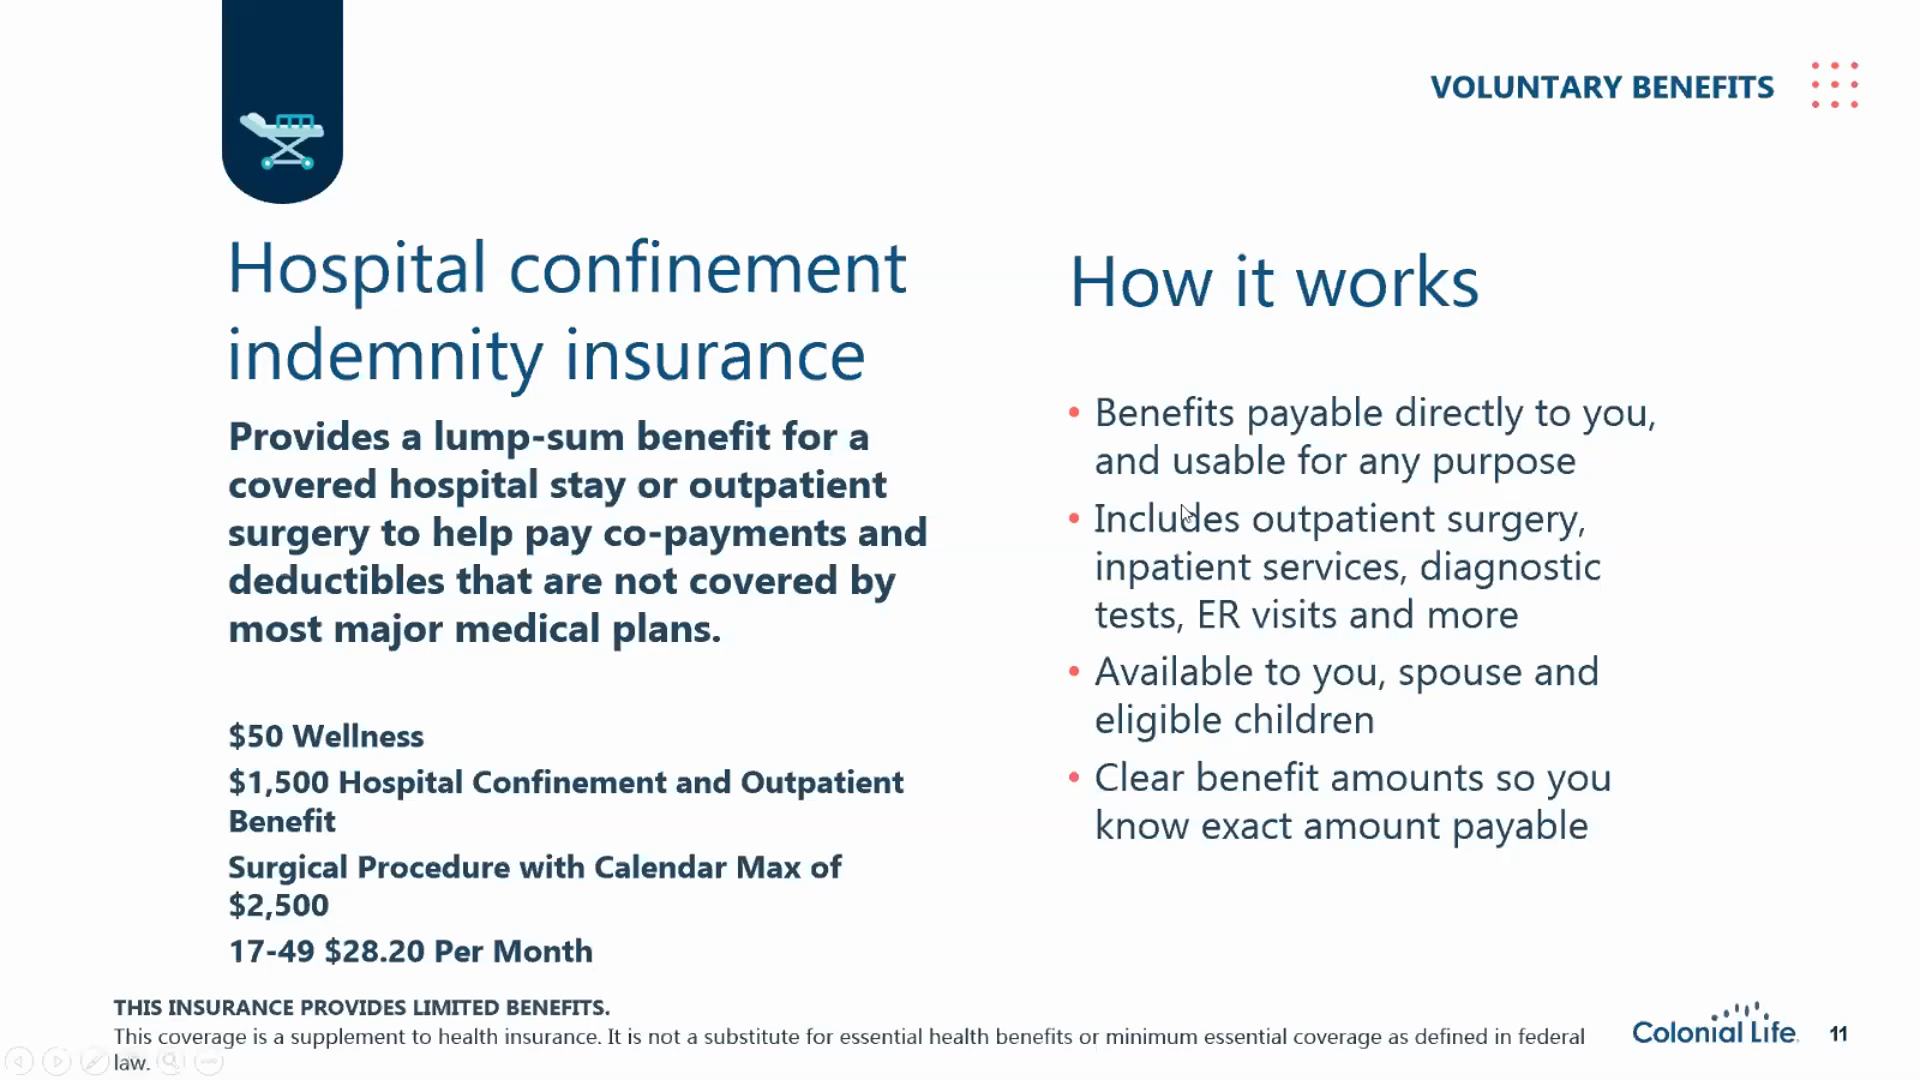 VOLUNTARY BENEFITS
Hospital confinement
indemnity insurance
Provides a lump-sum benefit for a
covered hospital stay or outpatient
surgery to help pay co-payments and
deductibles that are not covered by
most major medical plans.
$50 Wellness
$1,500 Hospital Confinement and Outpatient
Benefit
Surgical Procedure with Calendar Max of
$2,500
17-49 $28.20 Per Month
How it works
• Benefits payable directly to you,
and usable for any purpose
• Includes outpatient surgery,
inpatient services, diagnostic
tests, ER visits and more
• Available to you, spouse and
eligible children
• Clear benefit amounts so you
know exact amount payable
THIS INSURANCE PROVIDES LIMITED BENEFITS.
This coverage is a supplement to health insurance. It is not a substitute for essential health benefits or minimum essential coverage as defined in federal
law.
Colonial Life
11